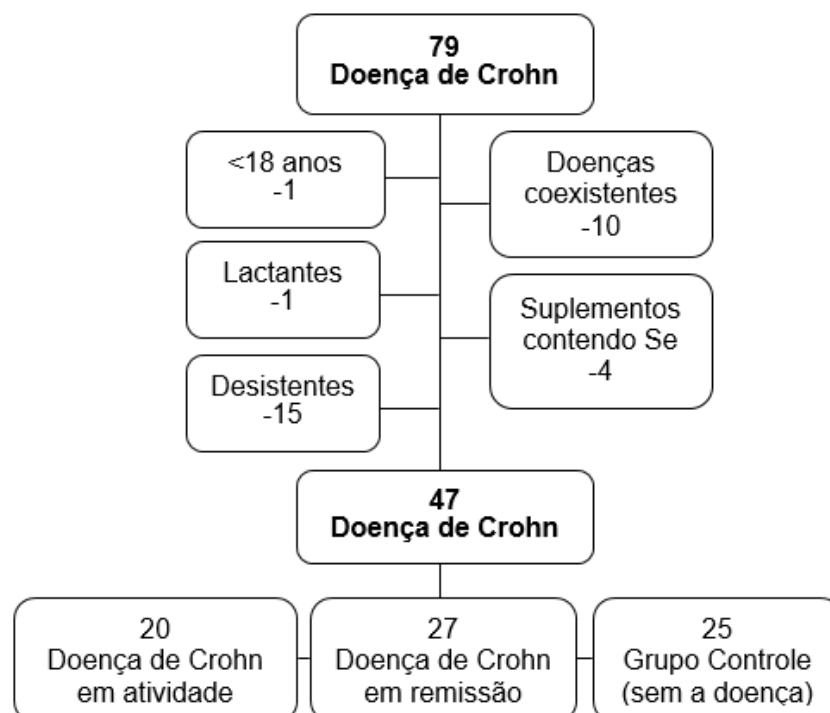 79
Doença de Crohn
<18 anos
-1
Doenças
coexistentes
-10
Lactantes
-1
Suplementos
contendo Se
-4
Desistentes
-15
47
Doença de Crohn
20
Doença de Crohn
em atividade
27
Doença de Crohn
em remissão
25
Grupo Controle
(sem a doença)